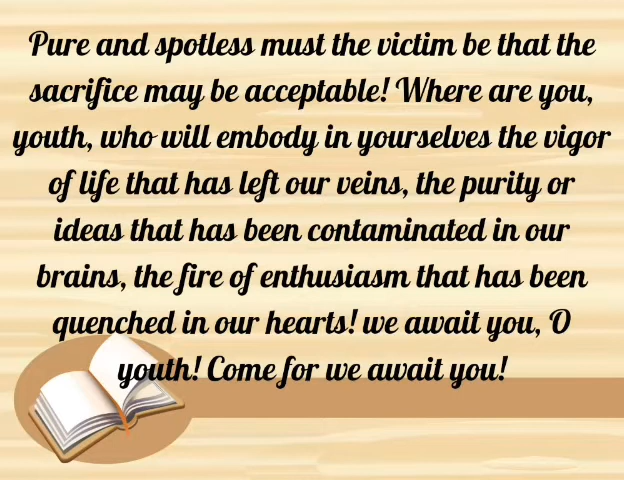 Pure and spotless must the victim be that the
sacrifice may be acceptable! Where are you,
youth, who will embody in yourselves the vigor
of life that has left our veins, the purity or
ideas that has been contaminated in our
brains, the fire of enthusiasm that has been
quenched in our hearts! we await you, O
youth! Come for we await you!